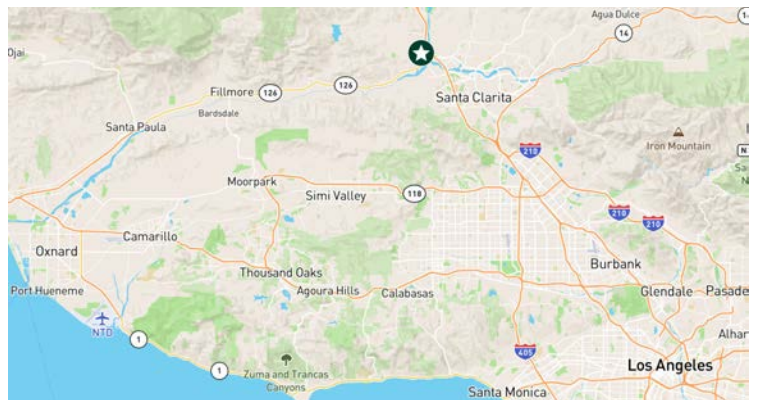 Agua Dulce
14
Ojai
126
126
Fillmore
Bardsdale
Santa Clarita
Santa Paula
210
Iron Mountain
Moorpark
Simi Valley
118
210
210
Oxnard
Camarillo
Thousand Oaks
Burbank
Port Hueneme
Agoura Hills
Calabasas
Glendale
NTD
1
405
1
Zuma and Trancas
Canyons
Los Angeles
Santa Monica